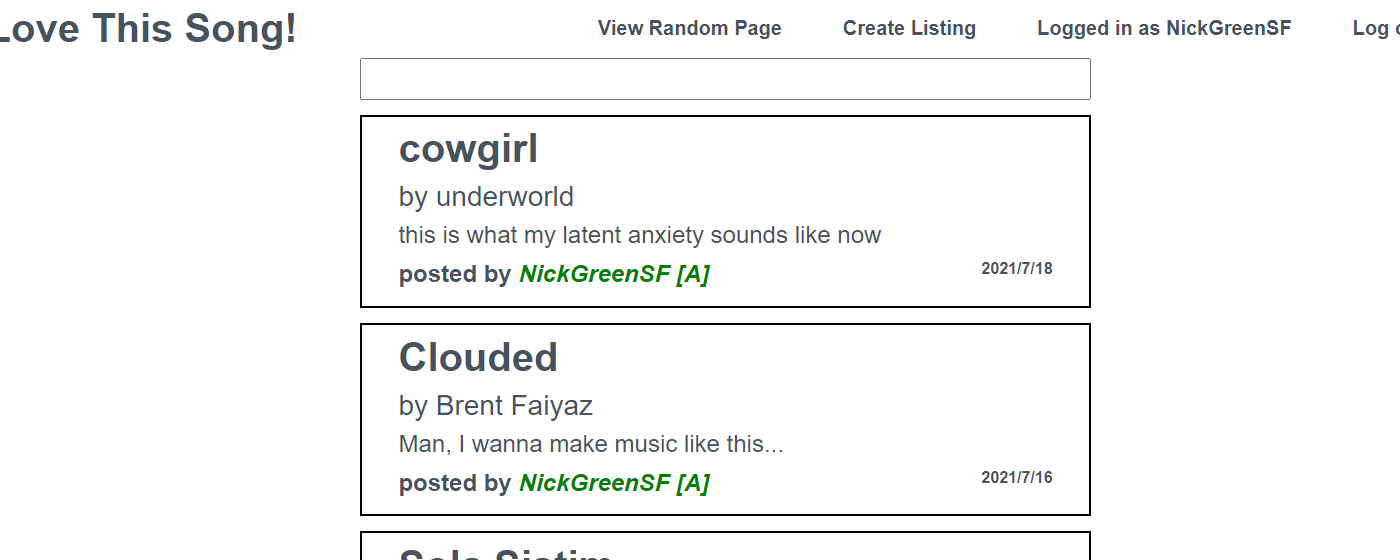 Love This Song!
View Random Page
Create Listing
Logged in as NickGreenSF
Log
cowgirl
by underworld
this is what my latent anxiety sounds like now
posted by NickGreenSF [A]
2021/7/18
Clouded
by Brent Faiyaz
Man, I wanna make music like this...
posted by NickGreenSF [A]
2021/7/16